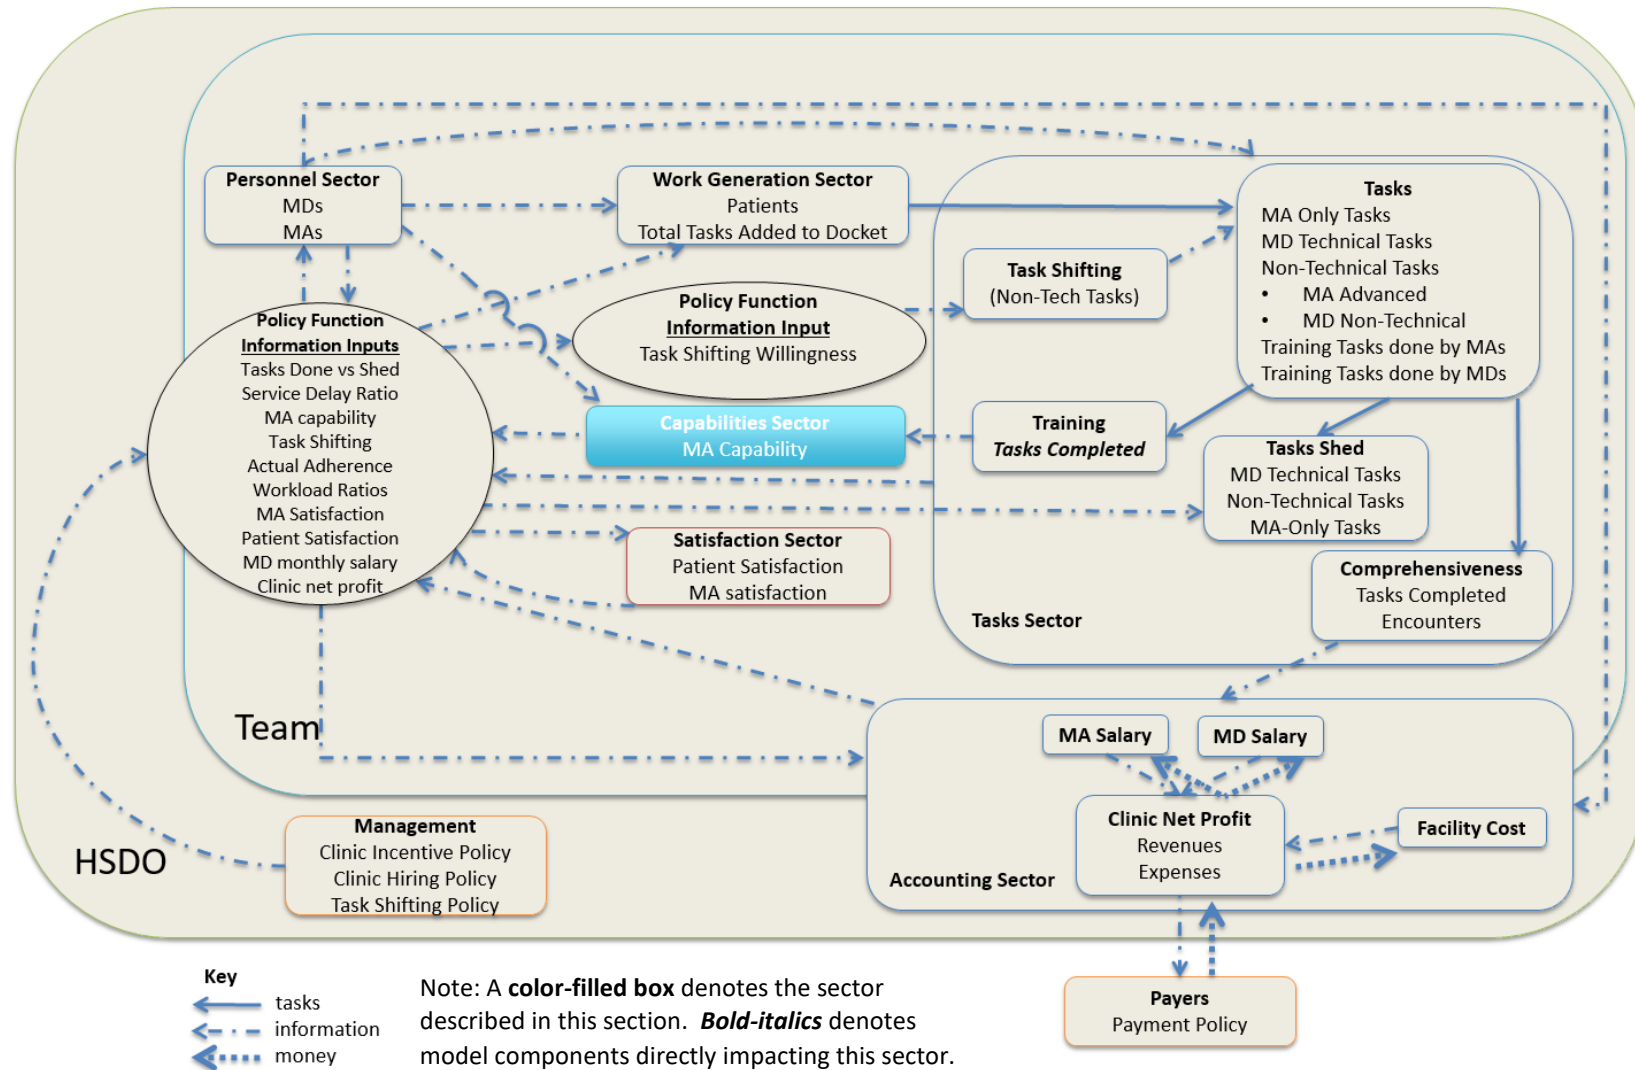 Personnel Sector
MDs
MAs
Work Generation Sector
Patients
Total Tasks Added to Docket
Tasks
MA Only Tasks
MD Technical Tasks
Non-Technical Tasks
• MA Advanced
• MD Non-Technical
Training Tasks done by MAs
Training Tasks done by MDs
Task Shifting
(Non-Tech Tasks)
Policy Function
Information Input
Task Shifting Willingness
Policy Function
Information Inputs
Tasks Done vs Shed
Service Delay Ratio
MA capability
Task Shifting
Actual Adherence
Workload Ratios
MA Satisfaction
Patient Satisfaction
MD monthly salary
Clinic net profit
Capabilities Sector
MA Capability
Training
Tasks Completed
Tasks Shed
MD Technical Tasks
Non-Technical Tasks
MA-Only Tasks
Satisfaction Sector
Patient Satisfaction
MA satisfaction
Comprehensiveness
Tasks Completed
Encounters
Tasks Sector
Team
MA Salary
MD Salary
Clinic Net Profit
Revenues
Expenses
Facility Cost
Accounting Sector
Management
Clinic Incentive Policy
Clinic Hiring Policy
Task Shifting Policy
HSDO
Payers
Payment Policy
Key
tasks
information
money
Note: A color-filled box denotes the sector
described in this section. Bold-italics denotes
model components directly impacting this sector.